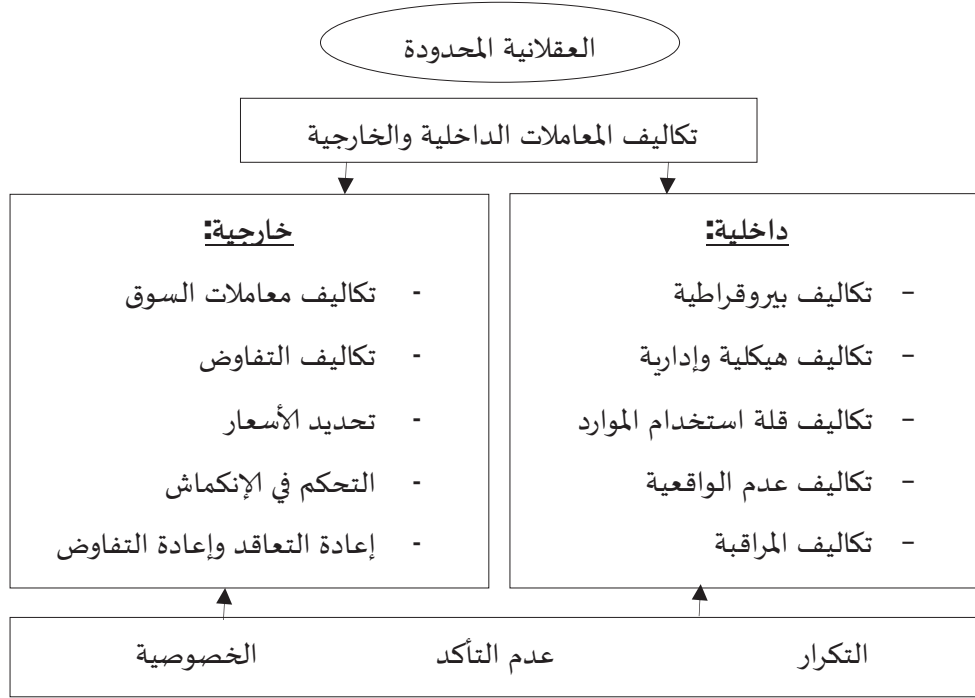 العقلانية المحدودة
تكاليف المعاملات الداخلية والخارجية
داخلية:
– تكاليف بيروقراطية
– تكاليف هيكلية وإدارية
– تكاليف قلة استخدام الموارد
– تكاليف عدم الواقعية
– تكاليف المراقبة
خارجية:
- تكاليف معاملات السوق
- تكاليف التفاوض
- تحديد الأسعار
- التحكم في الإنكماش
- إعادة التعاقد وإعادة التفاوض
التكرار عدم التأكد الخصوصية